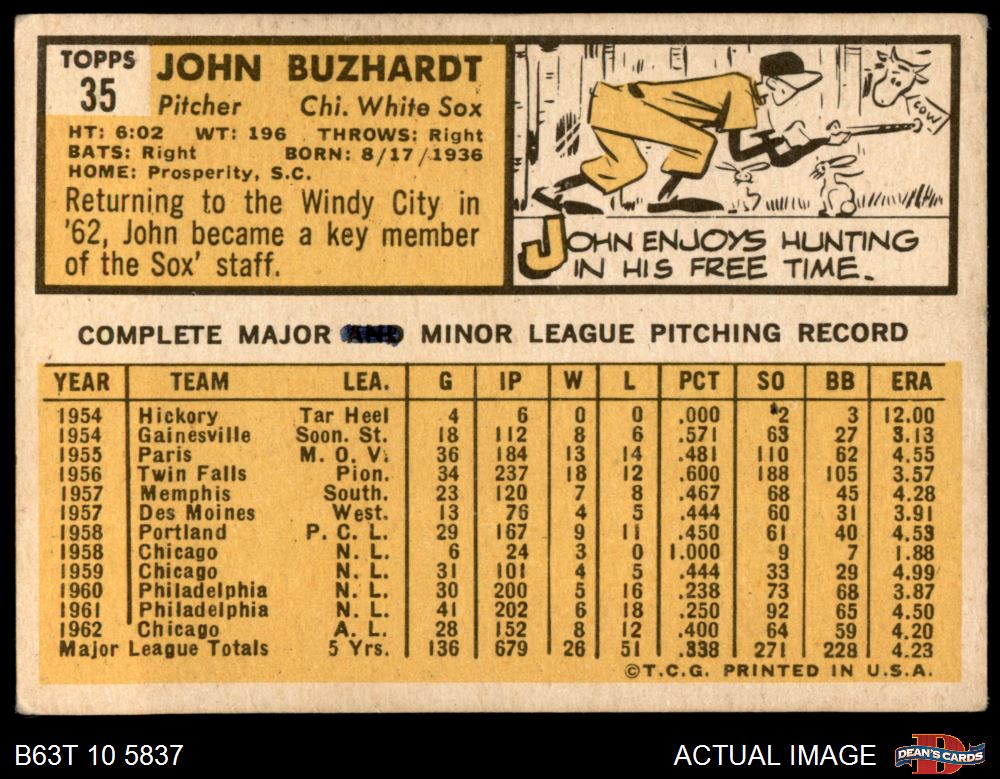 TOPPS
35
JOHN BUZHARDT
Pitcher Chi. White Sox
HT: 6:02 WT: 196 THROWS: Right
BATS: Right BORN: 8/17/1936
HOME: Prosperity, S.C.
Returning to the Windy City in
'62, John became a key member
of the Sox' staff.
COW
JOHN ENJOYS HUNTING
IN HIS FREE TIME.
COMPLETE MAJOR AND MINOR LEAGUE PITCHING RECORD
YEAR TEAM LEA. G IP W L PCT SO BB ERA
1954 Hickory Tar Heel 4 6 0 0 .000 2 3 12.00
1954 Gainesville Soon. St. 18 112 8 6 .571 63 27 3.13
1955 Paris M. O. V. 36 184 13 14 .481 110 62 4.55
1956 Twin Falls Pion. 34 237 18 12 .600 188 105 3.57
1957 Memphis South. 23 120 7 8 .467 68 45 4.28
1957 Des Moines West. 13 76 4 5 .444 60 31 3.91
1958 Portland P. C. L. 29 167 9 11 .450 61 40 4.53
1958 Chicago N. L. 6 24 3 0 1.000 9 7 1.88
1959 Chicago N. L. 31 101 4 5 .444 33 29 4.99
1960 Philadelphia N. L. 30 200 5 16 .238 73 68 3.87
1961 Philadelphia N. L. 41 202 6 18 .250 92 65 4.50
1962 Chicago A. L. 28 152 8 12 .400 64 59 4.20
Major League Totals 5 Yrs. 136 679 26 51 .338 271 228 4.23
©T.C.G. PRINTED IN U.S.A.
B63T 10 5837
ACTUAL IMAGE
DEAN'S CARDS